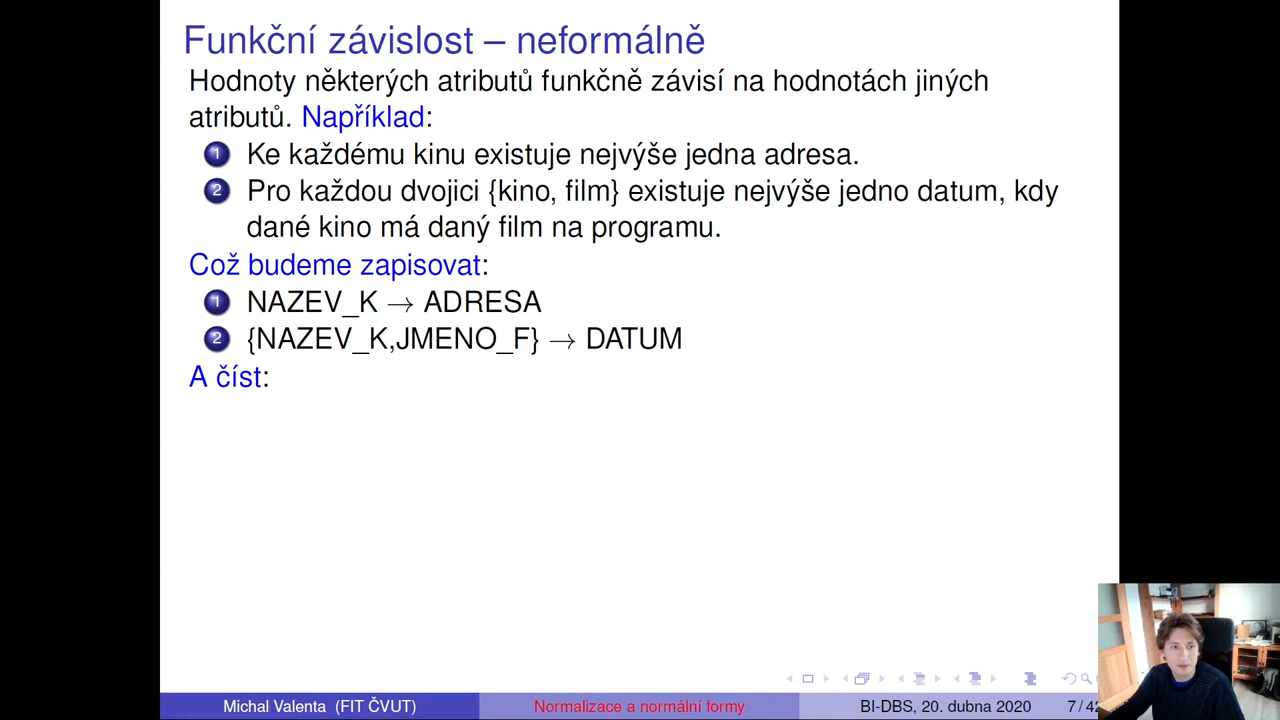 Funkční závislost – neformálně
Hodnoty některých atributů funkčně závisí na hodnotách jiných
atributů. Například:
1 Ke každému kinu existuje nejvýše jedna adresa.
2 Pro každou dvojici {kino, film} existuje nejvýše jedno datum, kdy
dané kino má daný film na programu.
Což budeme zapisovat:
1 NAZEV_K → ADRESA
2 {NAZEV_K,JMENO_F} → DATUM
A číst:
Michal Valenta (FIT ČVUT) Normalizace a normální formy BI-DBS, 20. dubna 2020 7 / 42